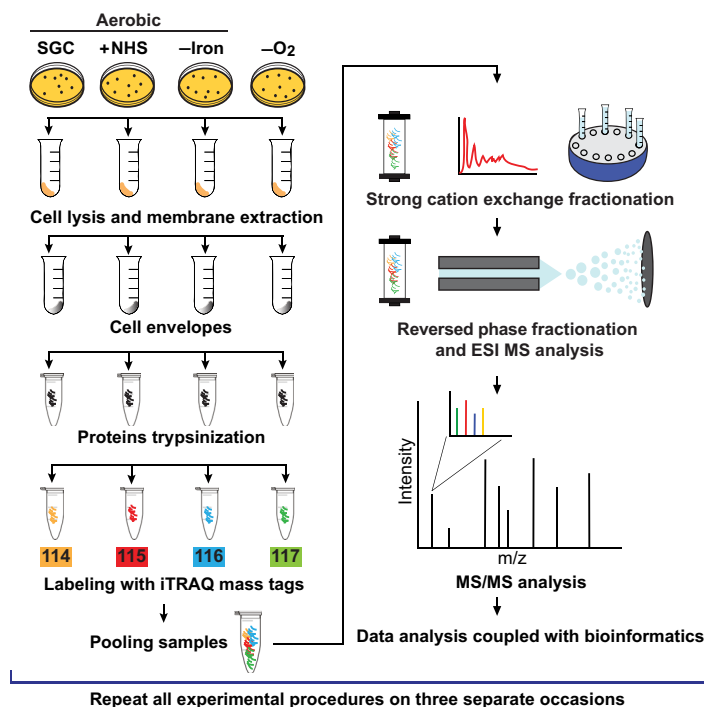 Aerobic
SGC +NHS –Iron –O2
Cell lysis and membrane extraction
Cell envelopes
Proteins trypsinization
114 115 116 117
Labeling with iTRAQ mass tags
Pooling samples
Strong cation exchange fractionation
Reversed phase fractionation
and ESI MS analysis
Intensity
m/z
MS/MS analysis
Data analysis coupled with bioinformatics
Repeat all experimental procedures on three separate occasions